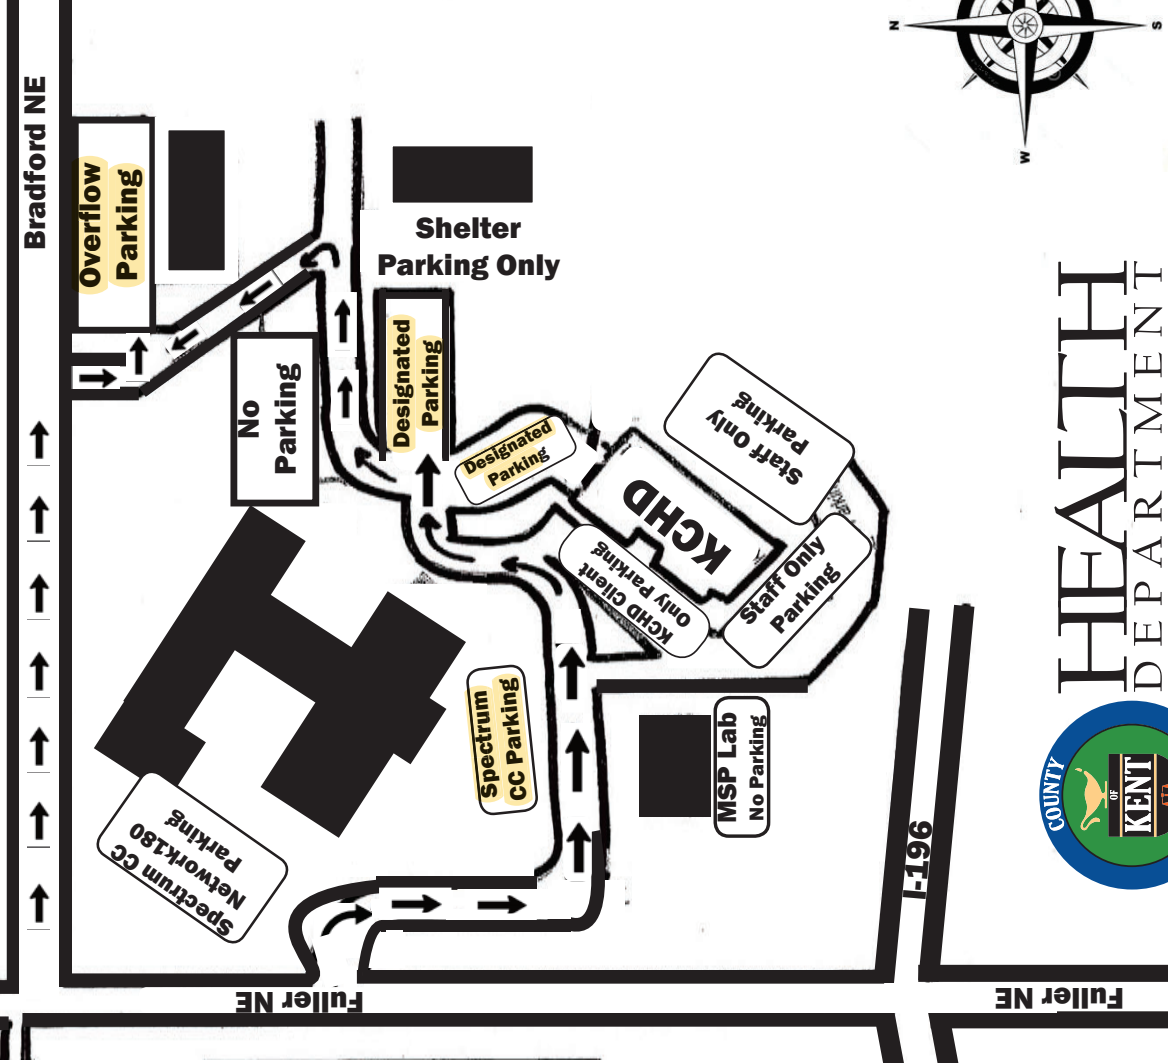 N
S
W
Bradford NE
Overflow
Parking
Shelter
Parking Only
No
Parking
Designated
Parking
Designated
Parking
Staff Only
Parking
KCHD
KCHD Client
Only Parking
Staff Only
Parking
Spectrum
CC Parking
MSP Lab
No Parking
Spectrum CC
Network180
Parking
I-196
Fuller NE
Fuller NE
HEALTH
DEPARTMENT
COUNTY
OF
KENT